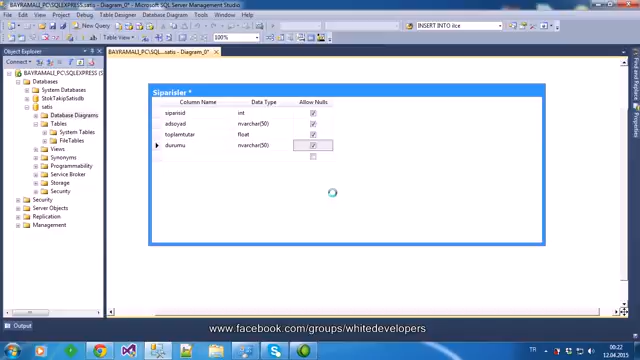 BAYRAMALI_PC\SQLEXPRESS.satis - Diagram_0* - Microsoft SQL Server Management Studio
File Edit View Project Debug Table Designer Database Diagram Tools Window Help
New Query
INSERT INTO ilce
Table View
100%
Object Explorer
BAYRAMALI_PC\SQL...satis - Diagram_0*
Connect
BAYRAMALI_PC\SQLEXPRESS (S
Databases
System Databases
StokTakipSatisdb
satis
Database Diagrams
Tables
System Tables
FileTables
Views
Synonyms
Programmability
Service Broker
Storage
Security
Security
Server Objects
Replication
Management
Siparisler *
Column Name Data Type Allow Nulls
siparisid int
adsoyad nvarchar(50)
toplamtutar float
durumu nvarchar(50)
Find and Replace
Properties
Output
www.facebook.com/groups/whitedevelopers
TR
00:22
12.04.2015